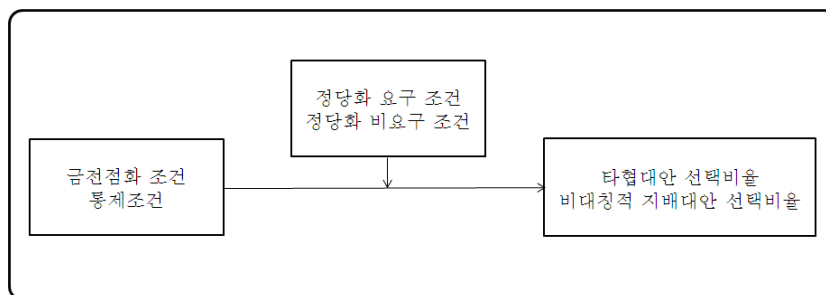 정당화 요구 조건
정당화 비요구 조건
금전점화 조건
통제조건
타협대안 선택비율
비대칭적 지배대안 선택비율